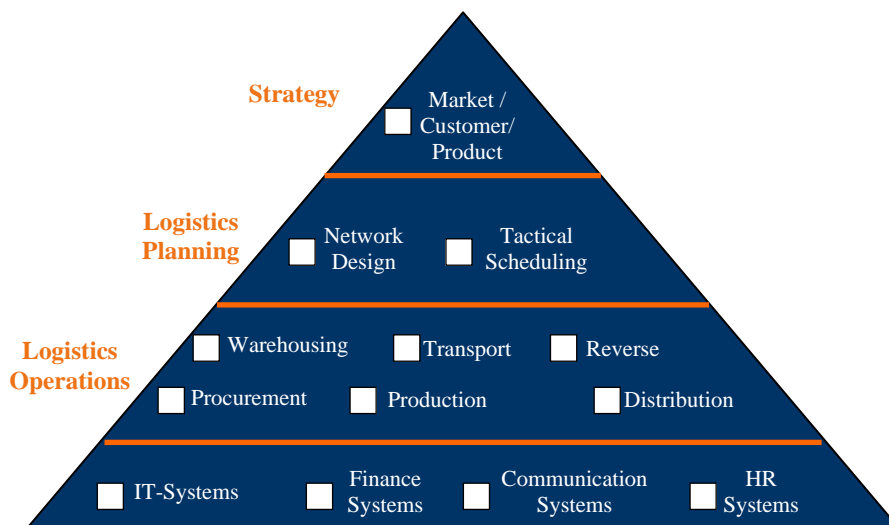 Strategy
Market /
Customer/
Product
Logistics
Planning
Network
Design
Tactical
Scheduling
Logistics
Operations
Warehousing
Transport
Reverse
Procurement
Production
Distribution
IT-Systems
Finance
Systems
Communication
Systems
HR
Systems